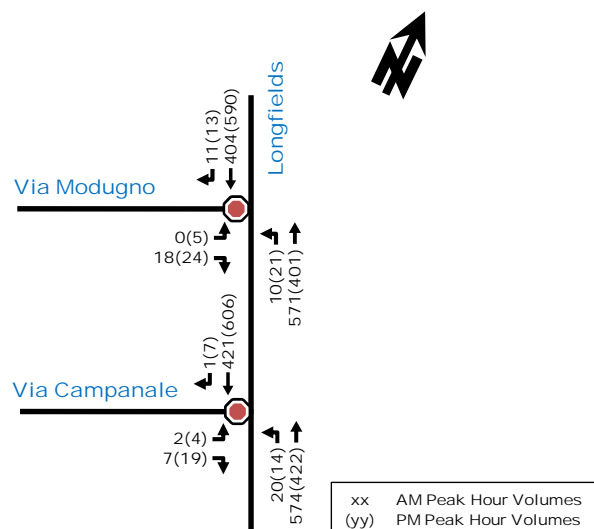 N
Longfields
11(13)
404(590)
Via Modugno
0(5)
18(24)
10(21)
571(401)
1(7)
421(606)
Via Campanale
2(4)
7(19)
20(14)
574(422)
xx AM Peak Hour Volumes
(yy) PM Peak Hour Volumes